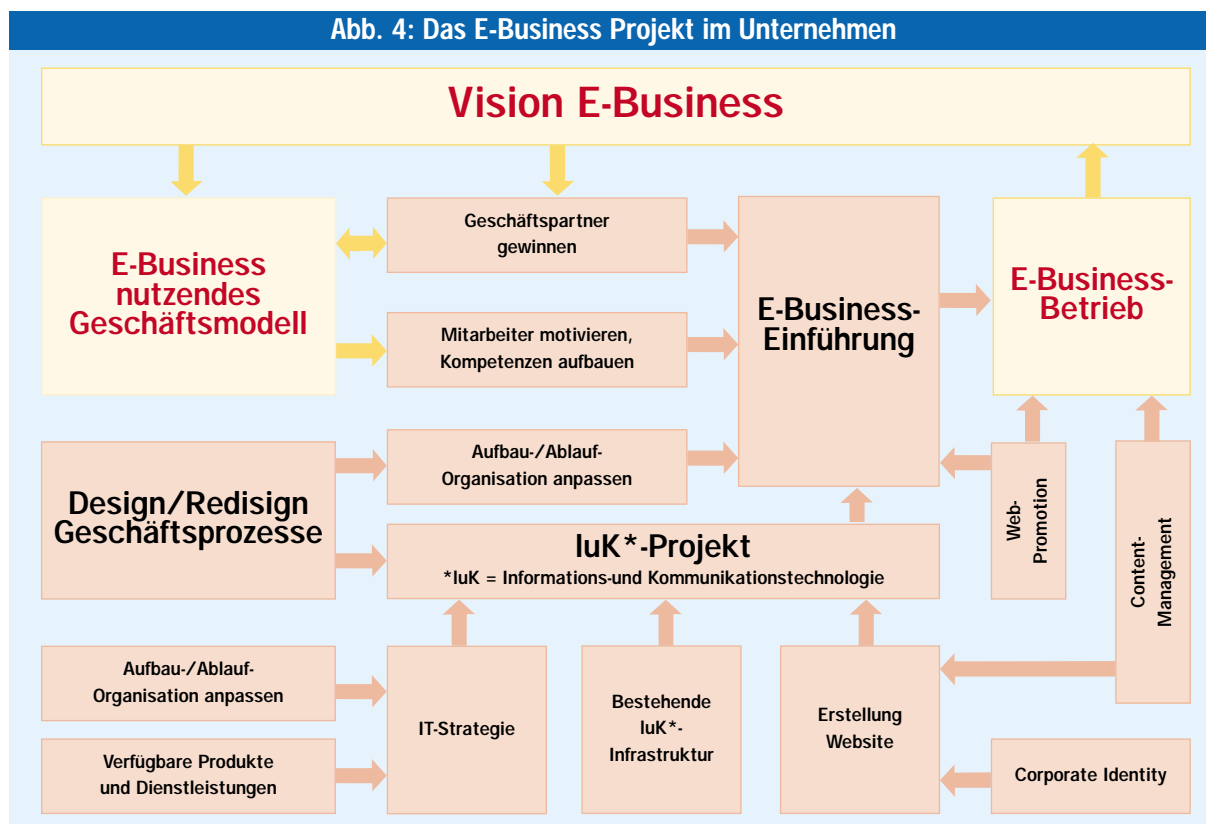 Abb. 4: Das E-Business Projekt im Unternehmen
Vision E-Business
E-Business
nutzendes
Geschäftsmodell
Geschäftspartner
gewinnen
Mitarbeiter motivieren,
Kompetenzen aufbauen
E-Business-
Einführung
E-Business-
Betrieb
Design/Redisign
Geschäftsprozesse
Aufbau-/Ablauf-
Organisation anpassen
IuK*-Projekt
*IuK = Informations-und Kommunikationstechnologie
Web-
Promotion
Content-
Management
Aufbau-/Ablauf-
Organisation anpassen
Verfügbare Produkte
und Dienstleistungen
IT-Strategie
Bestehende
IuK*-
Infrastruktur
Erstellung
Website
Corporate Identity